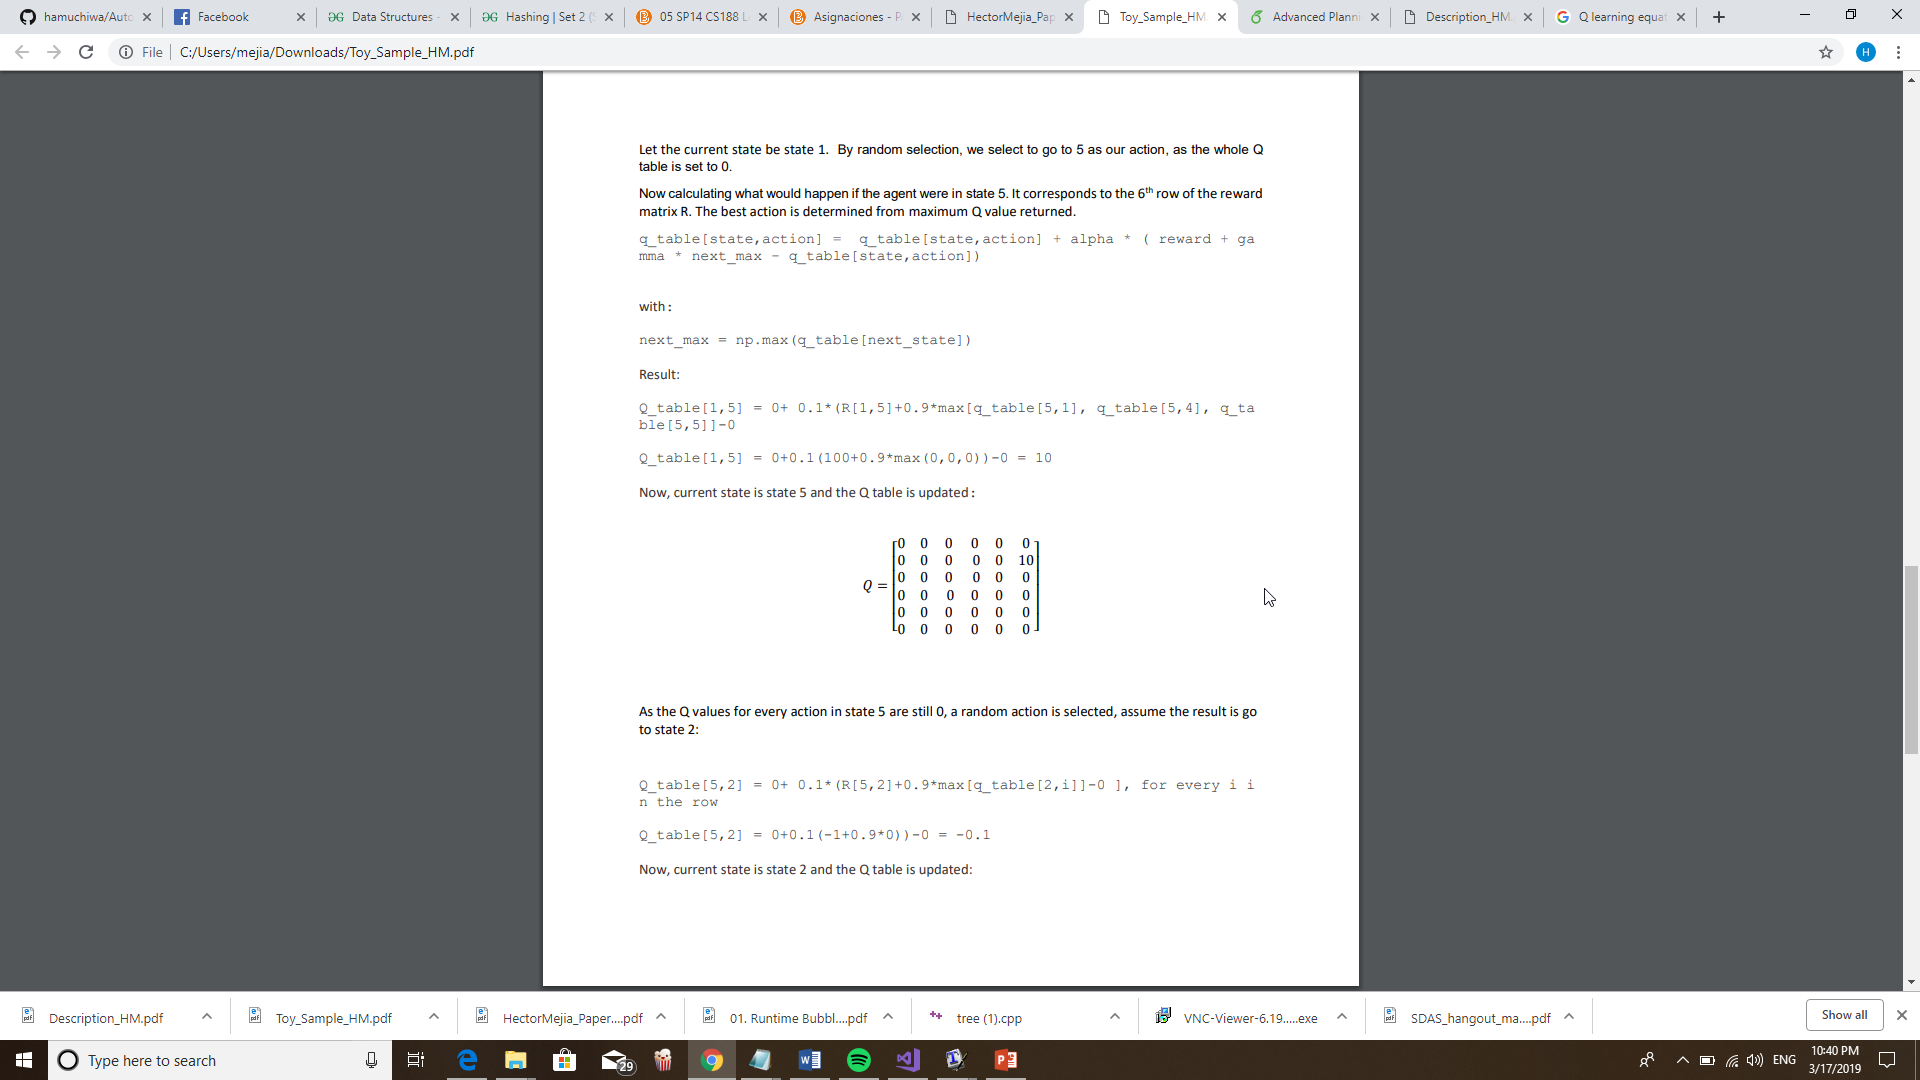 hamuchiwa/Auto
Facebook
Data Structures -
Hashing | Set 2 (S
05 SP14 CS188 L
Asignaciones - P
HectorMejia_Pap
Toy_Sample_HM.
Advanced Planni
Description_HM.
Q learning equat
File
C:/Users/mejia/Downloads/Toy_Sample_HM.pdf
H
Let the current state be state 1. By random selection, we select to go to 5 as our action, as the whole Q
table is set to 0.
Now calculating what would happen if the agent were in state 5. It corresponds to the 6th row of the reward
matrix R. The best action is determined from maximum Q value returned.
q_table[state,action] = q_table[state,action] + alpha * ( reward + ga
mma * next_max - q_table[state,action])
with:
next_max = np.max(q_table[next_state])
Result:
Q_table[1,5] = 0+ 0.1*(R[1,5]+0.9*max[q_table[5,1], q_table[5,4], q_ta
ble[5,5]]-0
Q_table[1,5] = 0+0.1(100+0.9*max(0,0,0))-0 = 10
Now, current state is state 5 and the Q table is updated:
0 0 0 0 0 0
0 0 0 0 0 10
0 0 0 0 0 0
Q =
0 0 0 0 0 0
0 0 0 0 0 0
0 0 0 0 0 0
As the Q values for every action in state 5 are still 0, a random action is selected, assume the result is go
to state 2:
Q_table[5,2] = 0+ 0.1*(R[5,2]+0.9*max[q_table[2,i]]-0 ], for every i i
n the row
Q_table[5,2] = 0+0.1(-1+0.9*0))-0 = -0.1
Now, current state is state 2 and the Q table is updated:
Description_HM.pdf
Toy_Sample_HM.pdf
HectorMejia_Paper....pdf
01. Runtime Bubbl....pdf
tree (1).cpp
VNC-Viewer-6.19.....exe
SDAS_hangout_ma....pdf
Show all
Type here to search
29
ENG
10:40 PM
3/17/2019